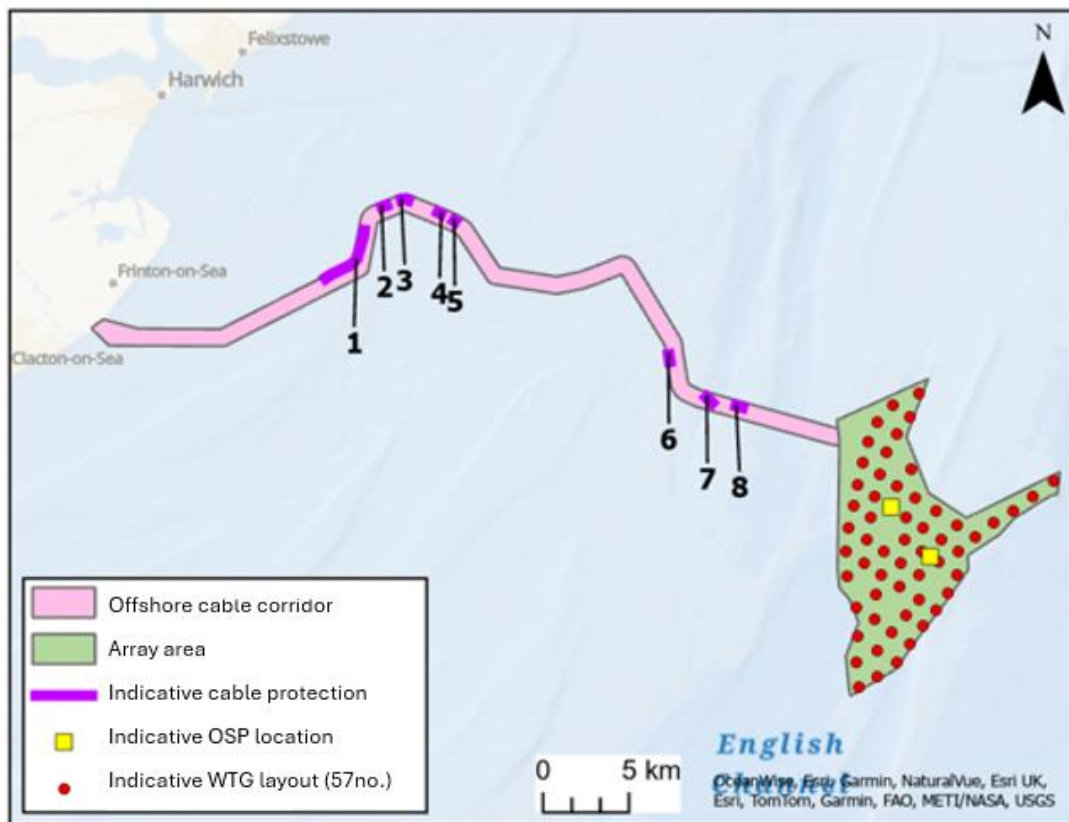 Felixstowe
N
Harwich
Frinton-on-Sea
Clacton-on-Sea
1
2
3
4
5
6
7
8
Offshore cable corridor
Array area
Indicative cable protection
Indicative OSP location
Indicative WTG layout (57no.)
0 5 km
English
Channel
OceanWise, Esri, Garmin, NaturalVue, Esri UK,
Esri, TomTom, Garmin, FAO, METI/NASA, USGS